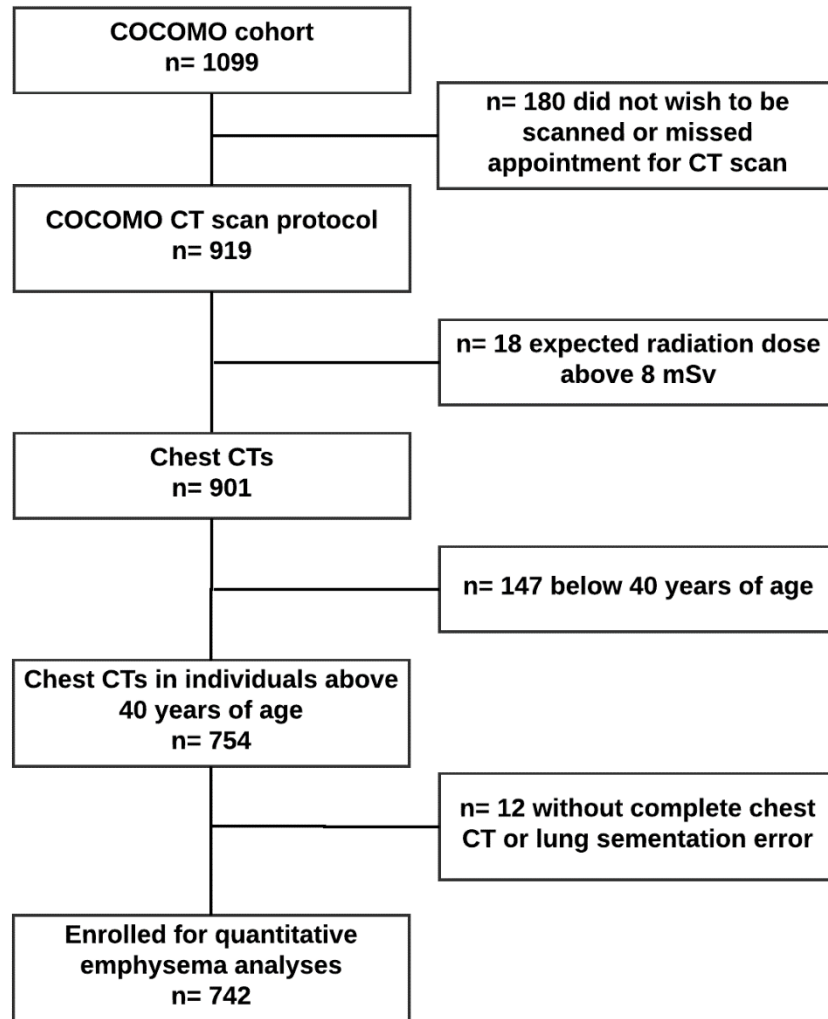 COCOMO cohort
n= 1099
n= 180 did not wish to be
scanned or missed
appointment for CT scan
COCOMO CT scan protocol
n= 919
n= 18 expected radiation dose
above 8 mSv
Chest CTs
n= 901
n= 147 below 40 years of age
Chest CTs in individuals above
40 years of age
n= 754
n= 12 without complete chest
CT or lung sementation error
Enrolled for quantitative
emphysema analyses
n= 742